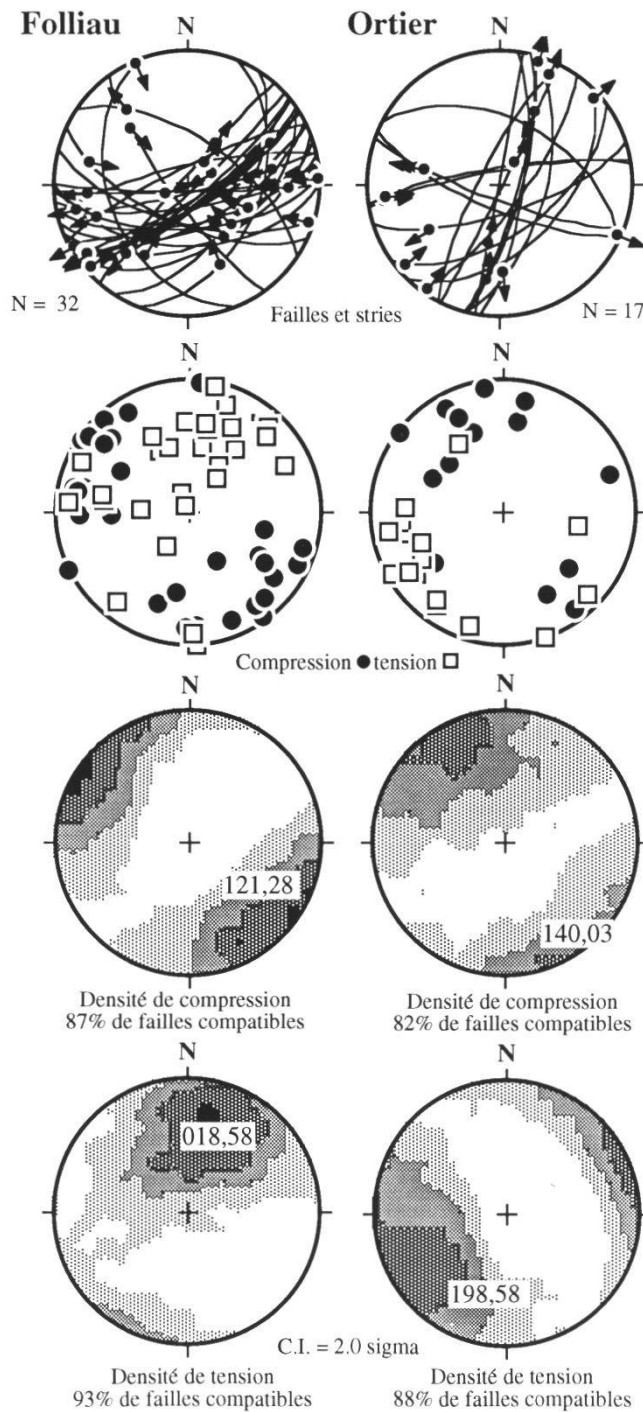 Folliau Ortier
N N
N = 32 Failles et stries N = 17
N N
Compression ● tension □
N N
121,28 140,03
Densité de compression Densité de compression
87% de failles compatibles 82% de failles compatibles
N N
018,58 198,58
C.I. = 2.0 sigma
Densité de tension Densité de tension
93% de failles compatibles 88% de failles compatibles